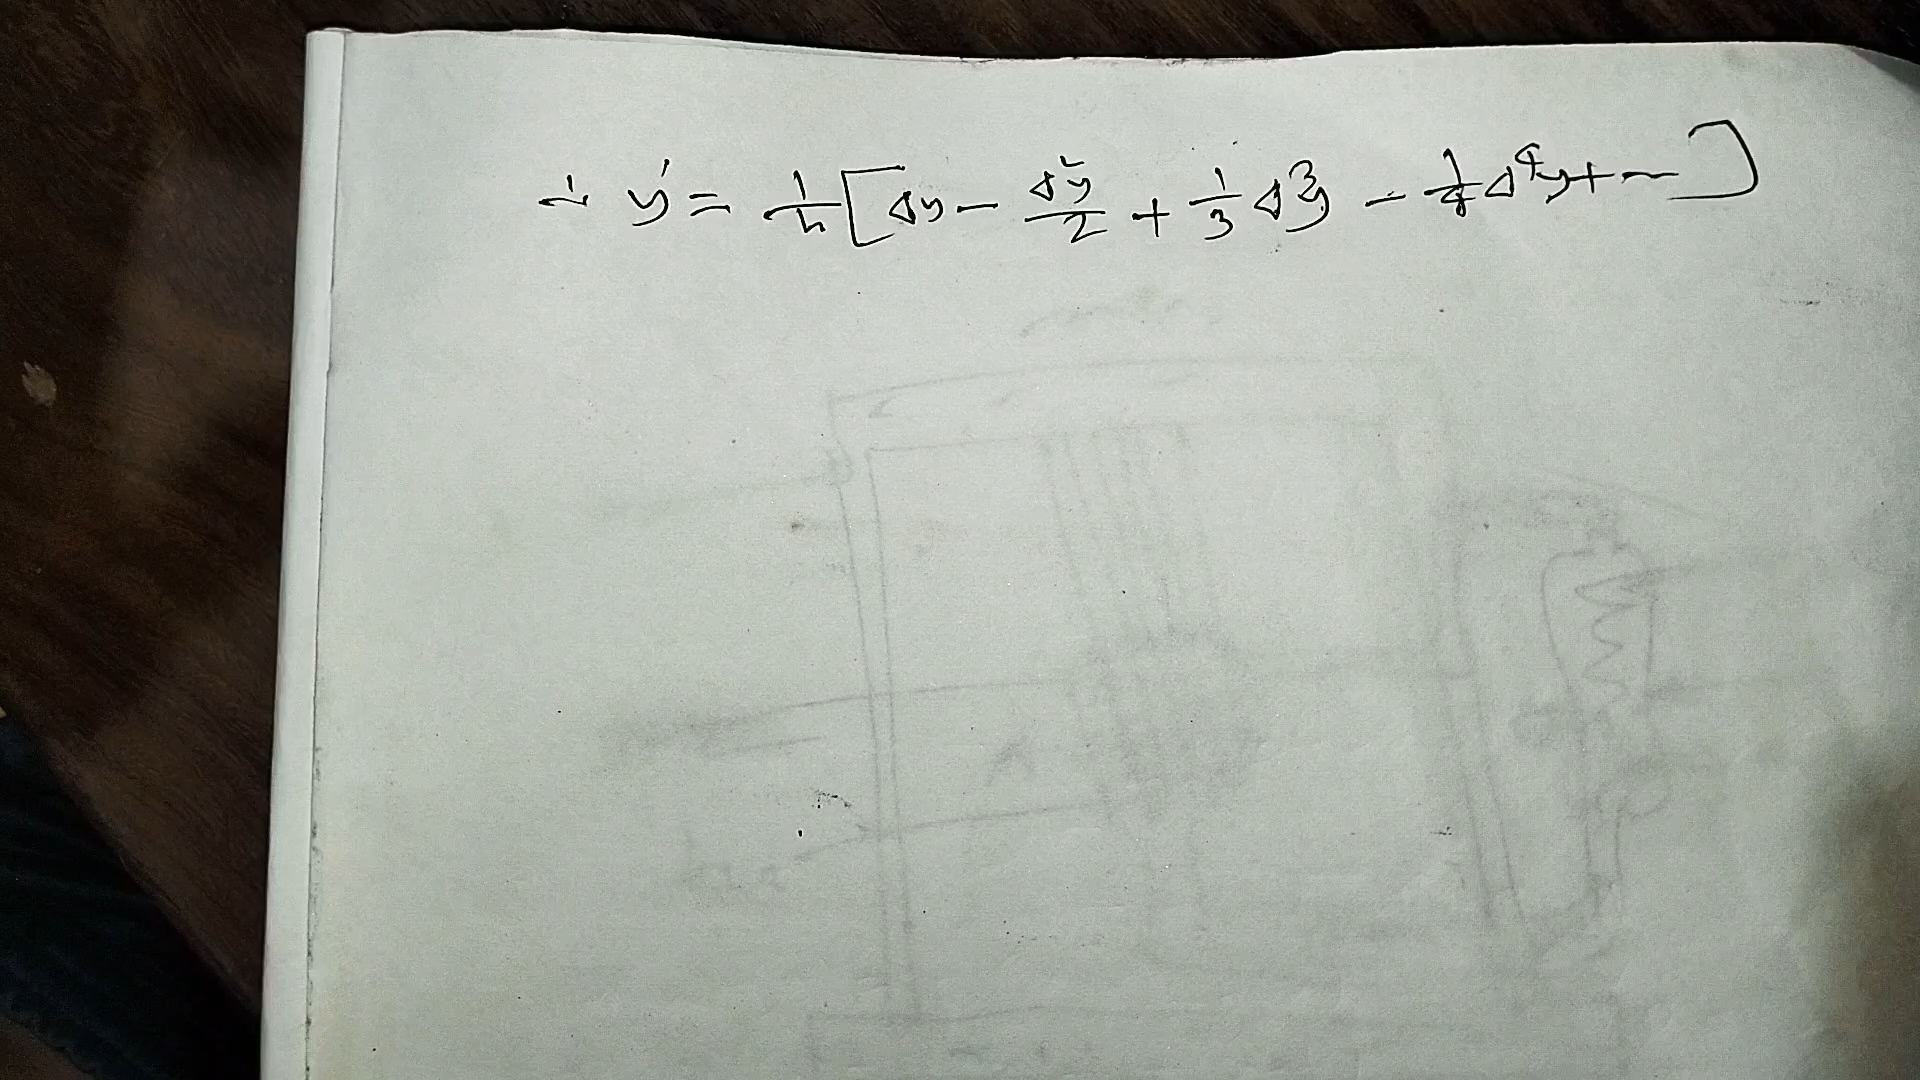 ∴ y' = 1/h [Δy − Δ²y/2 + 1/3 Δ³y − 1/4 Δ⁴y + ⋯]